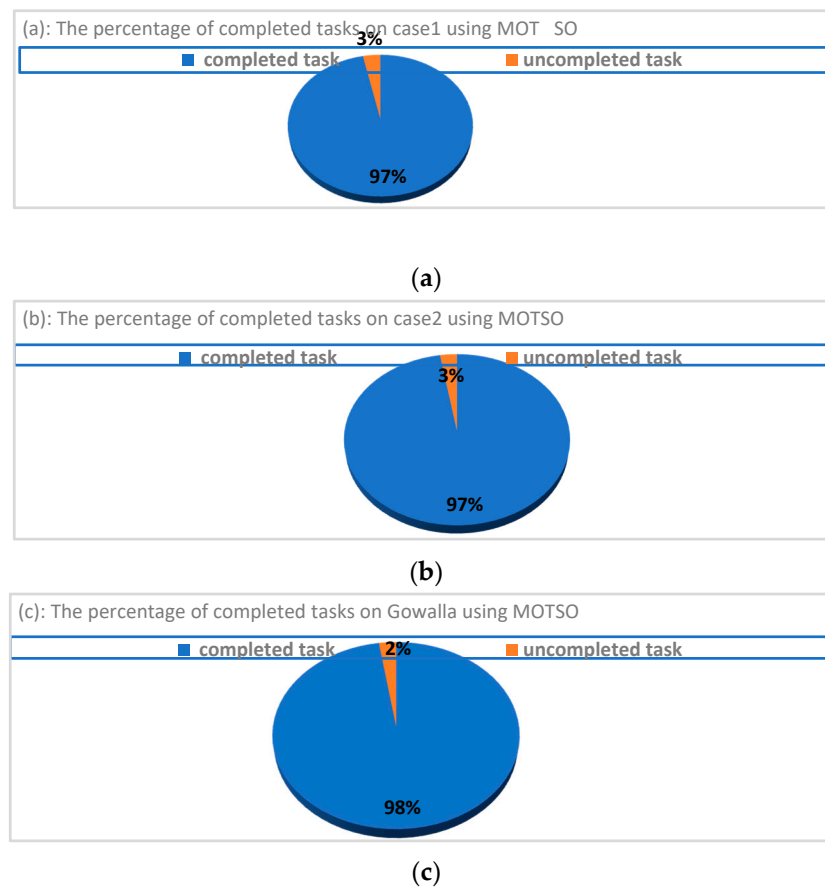 (a): The percentage of completed tasks on case1 using MOT SO
3%
completed task uncompleted task
97%
(a)
(b): The percentage of completed tasks on case2 using MOTSO
completed task uncompleted task
3%
97%
(b)
(c): The percentage of completed tasks on Gowalla using MOTSO
completed task 2% uncompleted task
98%
(c)